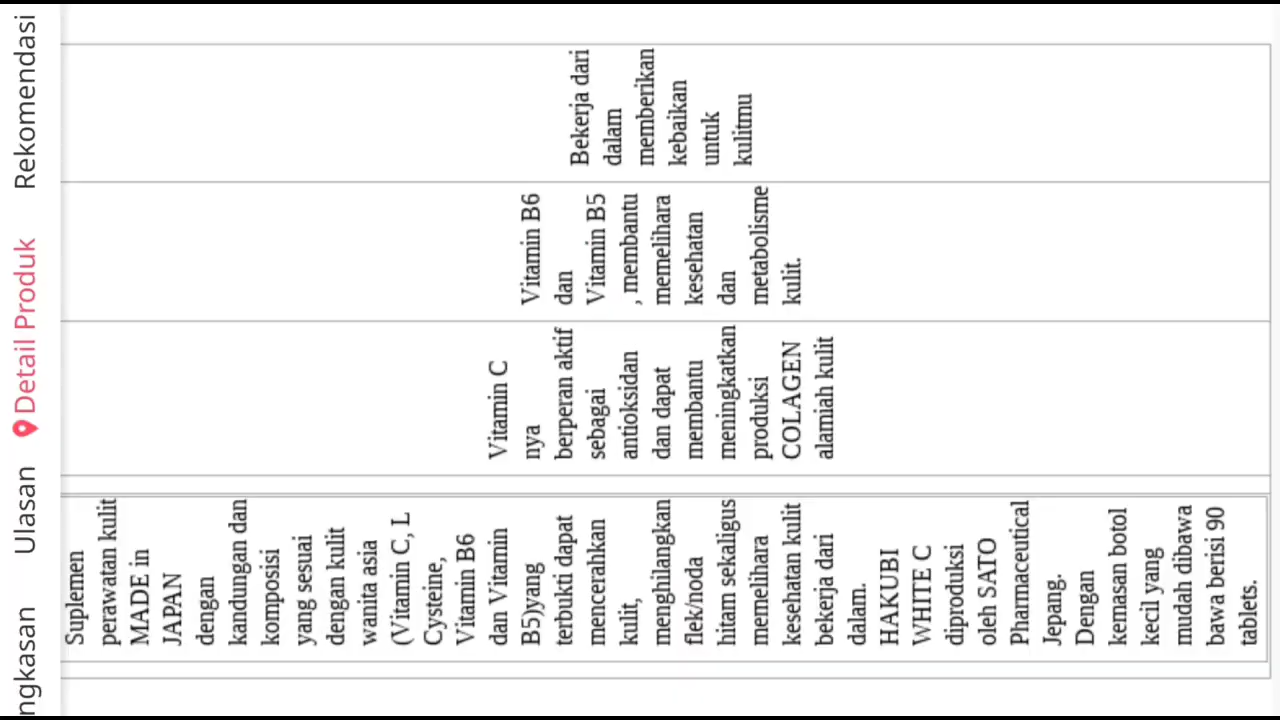 ngkasan Ulasan Detail Produk Rekomendasi
Suplemen
perawatan kulit
MADE in
JAPAN
dengan
kandungan dan
komposisi
yang sesuai
dengan kulit
wanita asia
(Vitamin C, L
Cysteine,
Vitamin B6
dan Vitamin
B5)yang
terbukti dapat
mencerahkan
kulit,
menghilangkan
flek/noda
hitam sekaligus
memelihara
kesehatan kulit
bekerja dari
dalam.
HAKUBI
WHITE C
diproduksi
oleh SATO
Pharmaceutical
Jepang.
Dengan
kemasan botol
kecil yang
mudah dibawa
bawa berisi 90
tablets.
Vitamin C
nya
berperan aktif
sebagai
antioksidan
dan dapat
membantu
meningkatkan
produksi
COLAGEN
alamiah kulit
Vitamin B6
dan
Vitamin B5
, membantu
memelihara
kesehatan
dan
metabolisme
kulit.
Bekerja dari
dalam
memberikan
kebaikan
untuk
kulitmu